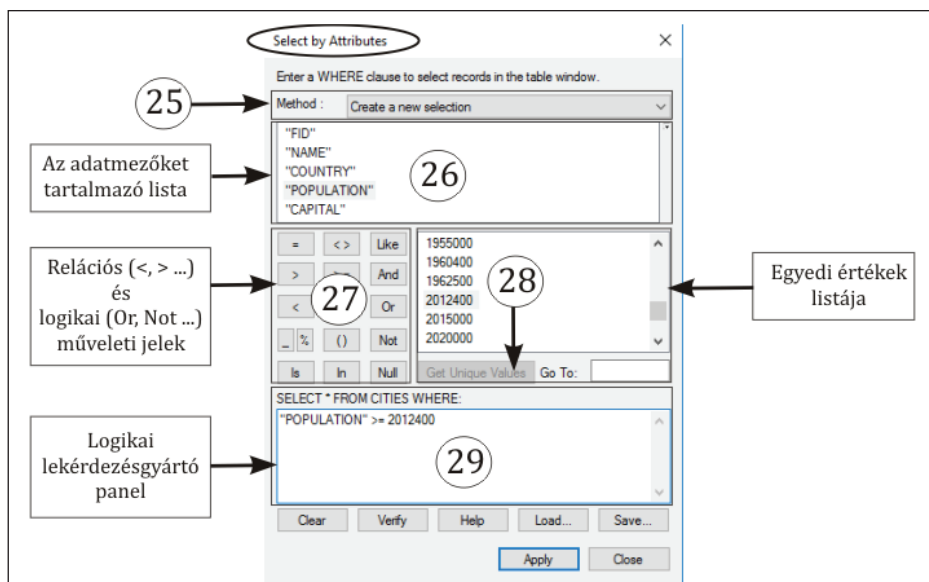 Select by Attributes
Enter a WHERE clause to select records in the table window.
25
Method :
Create a new selection
Az adatmezőket
tartalmazó lista
"FID"
"NAME"
"COUNTRY"
"POPULATION"
"CAPITAL"
26
Relációs (<, > ...)
és
logikai (Or, Not ...)
műveleti jelek
= <> Like
> And
< Or
_ % () Not
Is In Null
27
1955000
1960400
1962500
2012400
2015000
2020000
28
Egyedi értékek
listája
Get Unique Values Go To:
SELECT * FROM CITIES WHERE:
"POPULATION" >= 2012400
29
Logikai
lekérdezésgyártó
panel
Clear Verify Help Load... Save...
Apply Close